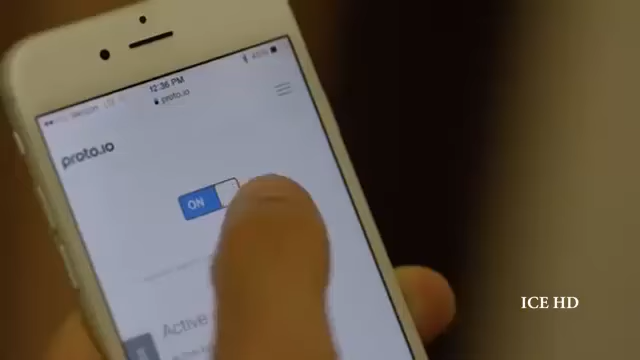 12:36 PM
proto.io
proto.io
ON
Active
ICE HD